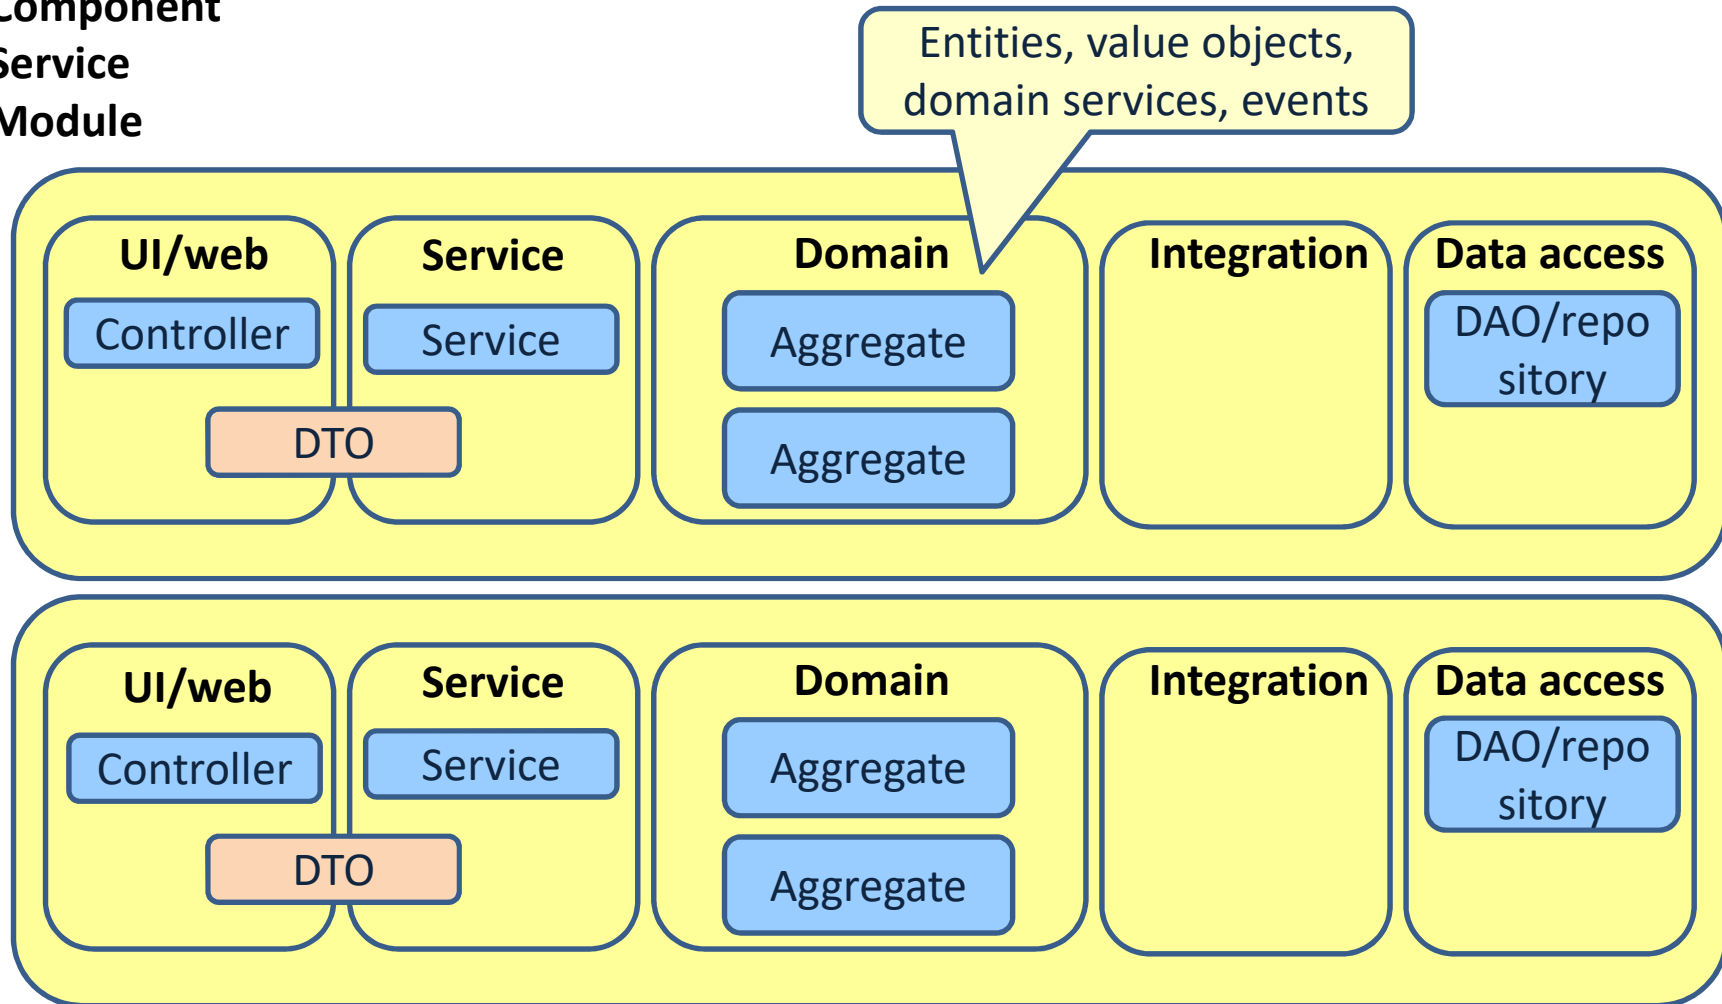 Component
Service
Module
Entities, value objects,
domain services, events
UI/web
Service
Domain
Integration
Data access
Controller
Service
Aggregate
DAO/repo
sitory
DTO
Aggregate
UI/web
Service
Domain
Integration
Data access
Controller
Service
Aggregate
DAO/repo
sitory
DTO
Aggregate